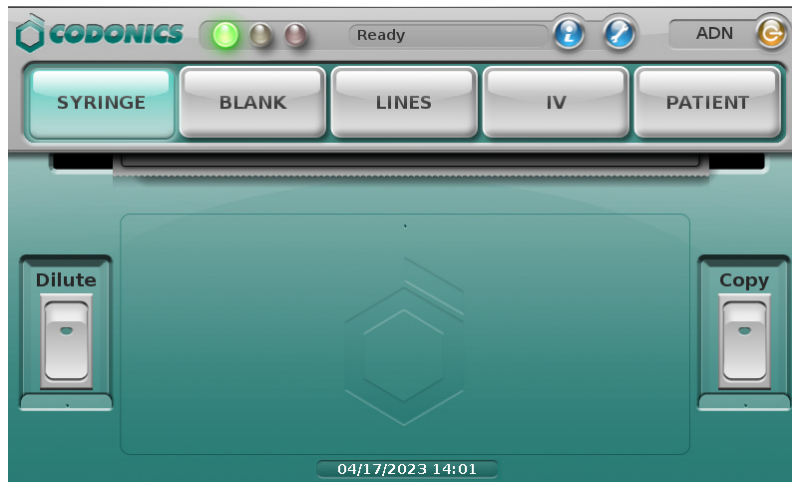 CODONICS
Ready
ADN
SYRINGE
BLANK
LINES
IV
PATIENT
Dilute
Copy
04/17/2023 14:01